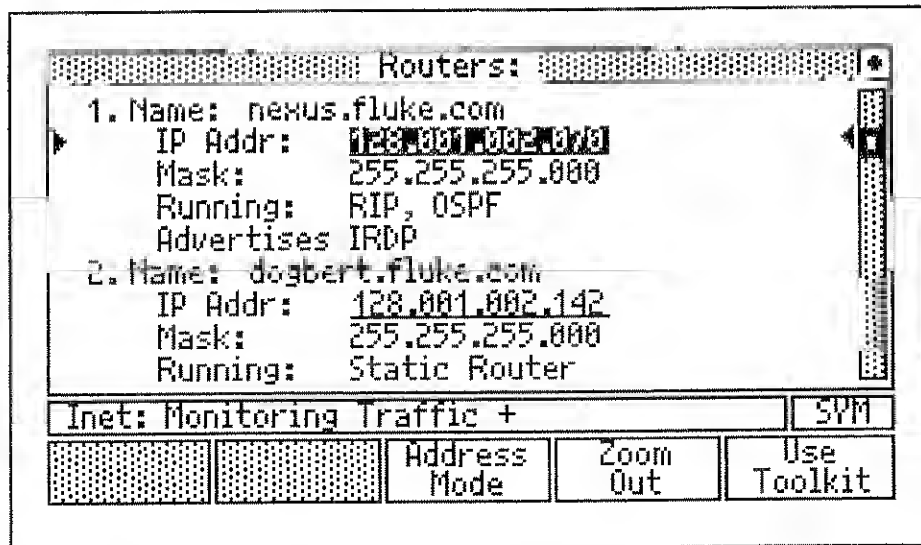 Routers:
1. Name: nexus.fluke.com
IP Addr: 128.001.002.070
Mask: 255.255.255.000
Running: RIP, OSPF
Advertises IRDP
2. Name: dogbert.fluke.com
IP Addr: 128.001.002.142
Mask: 255.255.255.000
Running: Static Router
Inet: Monitoring Traffic + SYM
Address Mode
Zoom Out
Use Toolkit